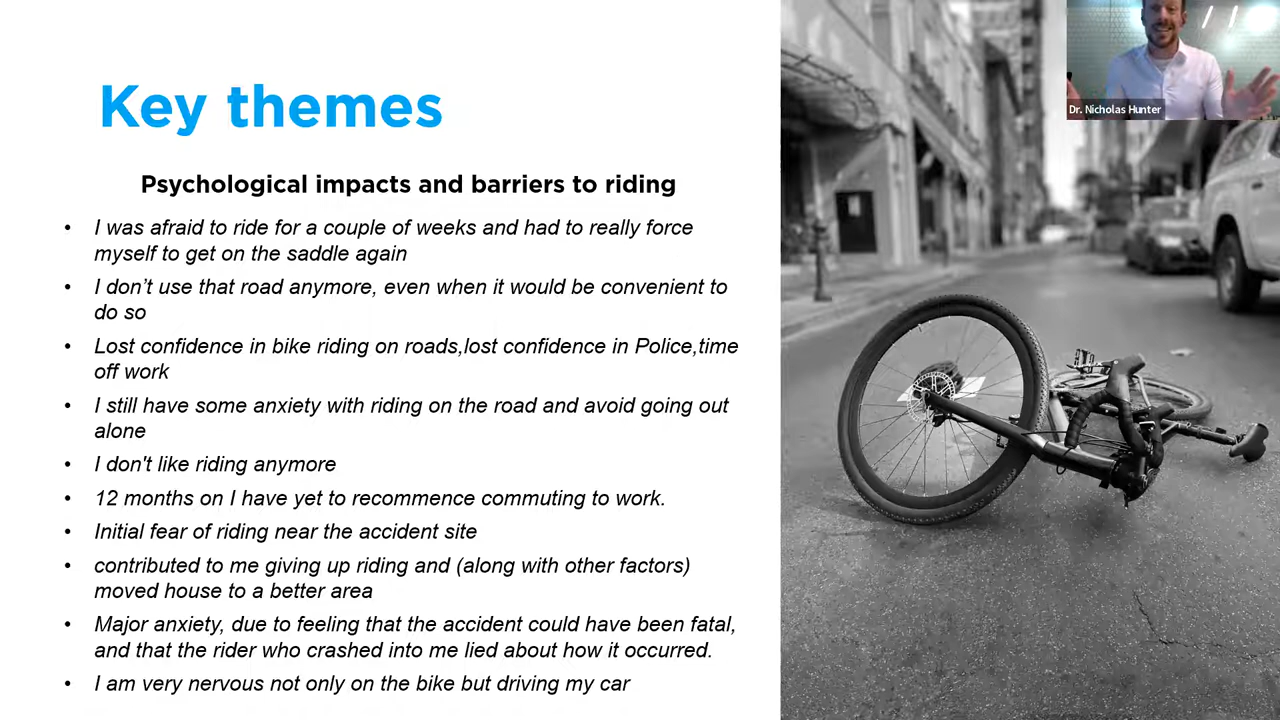 Key themes
Psychological impacts and barriers to riding
• I was afraid to ride for a couple of weeks and had to really force
myself to get on the saddle again
• I don’t use that road anymore, even when it would be convenient to
do so
• Lost confidence in bike riding on roads,lost confidence in Police,time
off work
• I still have some anxiety with riding on the road and avoid going out
alone
• I don't like riding anymore
• 12 months on I have yet to recommence commuting to work.
• Initial fear of riding near the accident site
• contributed to me giving up riding and (along with other factors)
moved house to a better area
• Major anxiety, due to feeling that the accident could have been fatal,
and that the rider who crashed into me lied about how it occurred.
• I am very nervous not only on the bike but driving my car
Dr. Nicholas Hunter